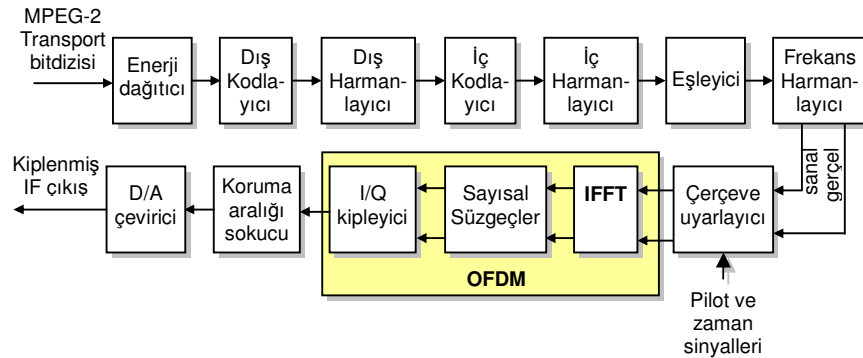 MPEG-2
Transport
bitdizisi
Enerji
dağıtıcı
Dış
Kodla-
yıcı
Dış
Harman-
layıcı
İç
Kodla-
yıcı
İç
Harman-
layıcı
Eşleyici
Frekans
Harman-
layıcı
sanal
gerçel
Kiplenmiş
IF çıkış
D/A
çevirici
Koruma
aralığı
sokucu
I/Q
kipleyici
Sayısal
Süzgeçler
IFFT
OFDM
Çerçeve
uyarlayıcı
Pilot ve
zaman
sinyalleri